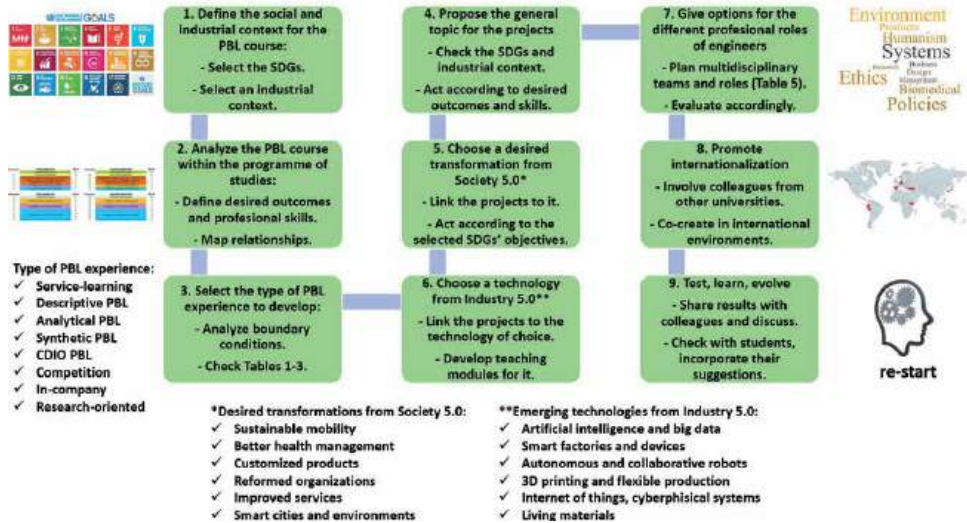 GOALS
1. Define the social and
industrial context for the
PBL course:
- Select the SDGs.
- Select an industrial
context.
2. Analyze the PBL course
within the programme of
studies:
- Define desired outcomes
and profesional skills.
- Map relationships.
3. Select the type of PBL
experience to develop:
- Analyze boundary
conditions.
- Check Tables 1-3.
4. Propose the general
topic for the projects
- Check the SDGs and
industrial context.
- Act according to desired
outcomes and skills.
5. Choose a desired
transformation from
Society 5.0*
- Link the projects to it.
- Act according to the
selected SDGs' objectives.
6. Choose a technology
from Industry 5.0**
- Link the projects to the
technology of choice.
- Develop teaching
modules for it.
7. Give options for the
different profesional roles of
engineers
- Plan multidisciplinary
teams and roles (Table 5).
- Evaluate accordingly.
8. Promote
internationalization
- Involve colleagues from
other universities.
- Co-create in international
environments.
9. Test, learn, evolve
- Share results with
colleagues and discuss.
- Check with students,
incorporate their
suggestions.
Environment
Products
Humanism
Systems
Business
Design
Ethics
Management
Biomedical
Policies
re-start
Type of PBL experience:
✓ Service-learning
✓ Descriptive PBL
✓ Analytical PBL
✓ Synthetic PBL
✓ CDIO PBL
✓ Competition
✓ In-company
✓ Research-oriented
*Desired transformations from Society 5.0:
✓ Sustainable mobility
✓ Better health management
✓ Customized products
✓ Reformed organizations
✓ Improved services
✓ Smart cities and environments
**Emerging technologies from Industry 5.0:
✓ Artificial intelligence and big data
✓ Smart factories and devices
✓ Autonomous and collaborative robots
✓ 3D printing and flexible production
✓ Internet of things, cyberphisical systems
✓ Living materials